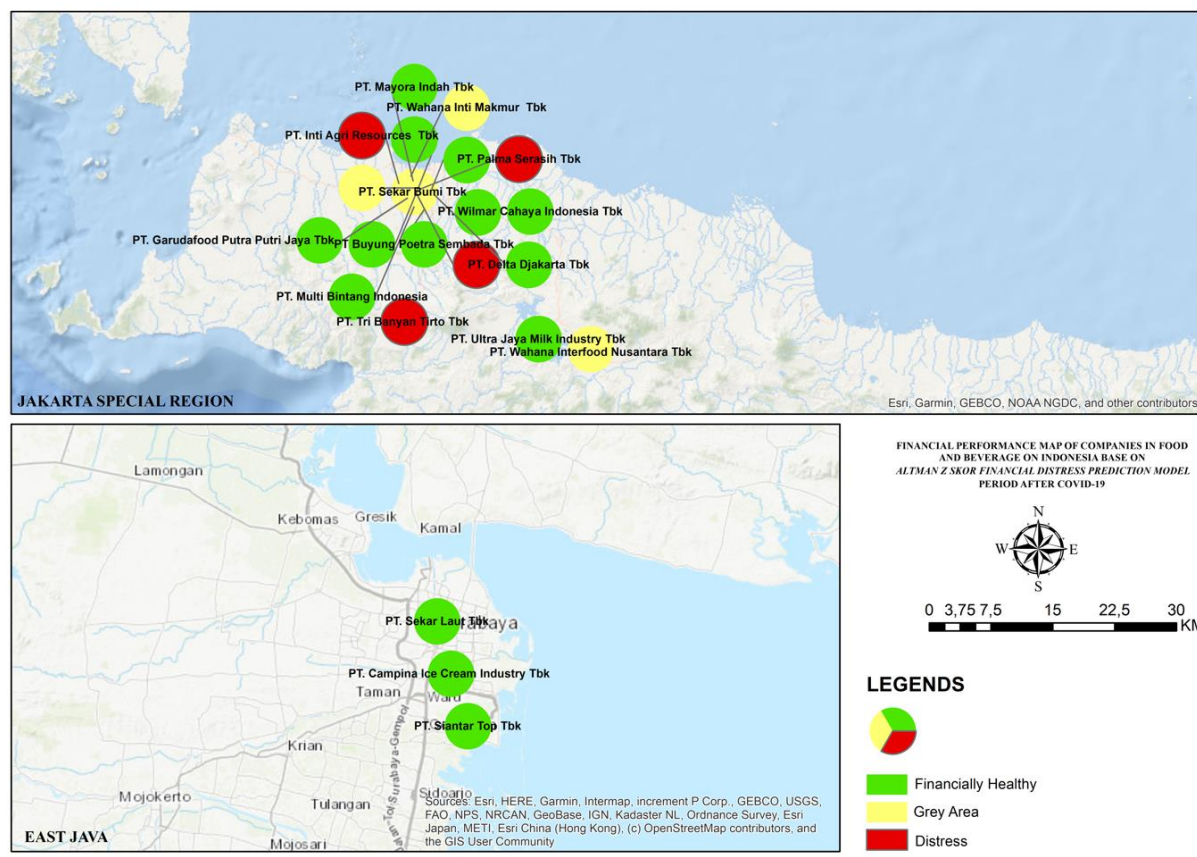 PT. Mayora Indah Tbk
PT. Wahana Inti Makmur Tbk
PT. Inti Agri Resources Tbk
PT. Palma Serasih Tbk
PT. Sekar Bumi Tbk
PT. Wilmar Cahaya Indonesia Tbk
PT. Garudafood Putra Putri Jaya Tbk
PT Buyung Poetra Sembada Tbk
PT. Delta Djakarta Tbk
PT. Multi Bintang Indonesia
PT. Tri Banyan Tirto Tbk
PT. Ultra Jaya Milk Industry Tbk
PT. Wahana Interfood Nusantara Tbk
JAKARTA SPECIAL REGION
Esri, Garmin, GEBCO, NOAA NGDC, and other contributors
Lamongan
Kebomas
Gresik
Kamal
PT. Sekar Laut Tbk
PT. Campina Ice Cream Industry Tbk
Taman
PT. Siantar Top Tbk
Krian
Mojokerto
Tulangan
Sidoarjo
Mojosari
EAST JAVA
Sources: Esri, HERE, Garmin, Intermap, increment P Corp., GEBCO, USGS,
FAO, NPS, NRCAN, GeoBase, IGN, Kadaster NL, Ordnance Survey, Esri
Japan, METI, Esri China (Hong Kong), (c) OpenStreetMap contributors, and
the GIS User Community
FINANCIAL PERFORMANCE MAP OF COMPANIES IN FOOD
AND BEVERAGE ON INDONESIA BASE ON
ALTMAN Z SKOR FINANCIAL DISTRESS PREDICTION MODEL
PERIOD AFTER COVID-19
N
W E
S
0 3,75 7,5 15 22,5 30
KM
LEGENDS
Financially Healthy
Grey Area
Distress